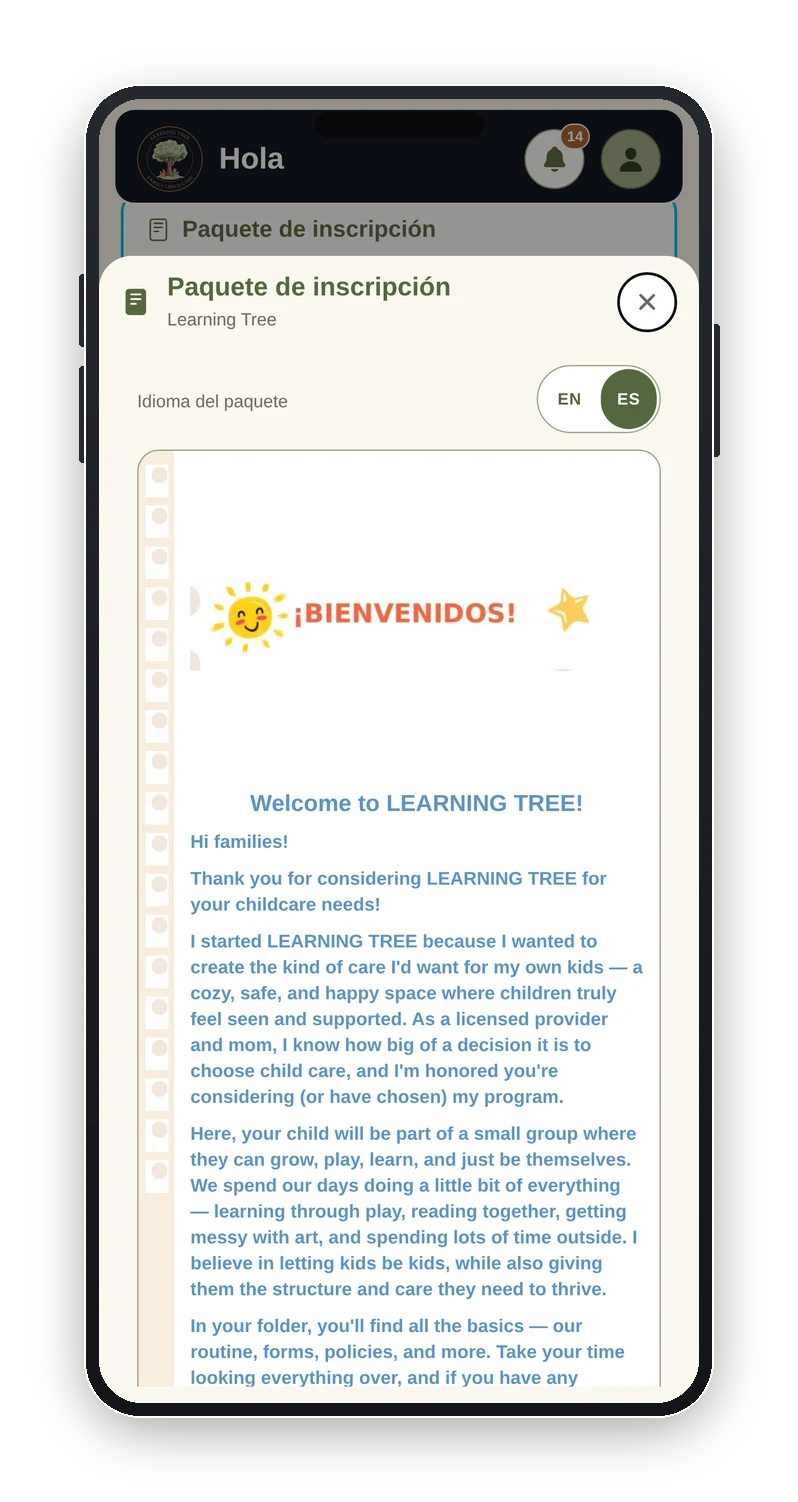 LEARNING TREE
FAMILY CHILD CARE
Hola
14
Paquete de inscripción
Paquete de inscripción
Learning Tree
Idioma del paquete
EN
ES
¡BIENVENIDOS!
Welcome to LEARNING TREE!
Hi families!
Thank you for considering LEARNING TREE for
your childcare needs!
I started LEARNING TREE because I wanted to
create the kind of care I'd want for my own kids — a
cozy, safe, and happy space where children truly
feel seen and supported. As a licensed provider
and mom, I know how big of a decision it is to
choose child care, and I'm honored you're
considering (or have chosen) my program.
Here, your child will be part of a small group where
they can grow, play, learn, and just be themselves.
We spend our days doing a little bit of everything
— learning through play, reading together, getting
messy with art, and spending lots of time outside. I
believe in letting kids be kids, while also giving
them the structure and care they need to thrive.
In your folder, you'll find all the basics — our
routine, forms, policies, and more. Take your time
looking everything over, and if you have any